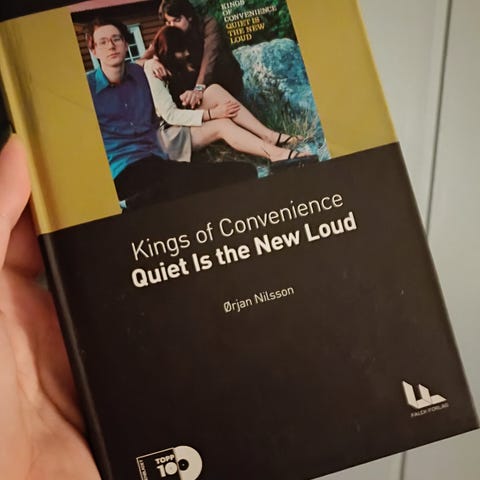 KINGS
OF
CONVENIENCE
QUIET IS
THE NEW
LOUD
Kings of Convenience
Quiet Is the New Loud
Ørjan Nilsson
FALCK FORLAG
TOPP
100